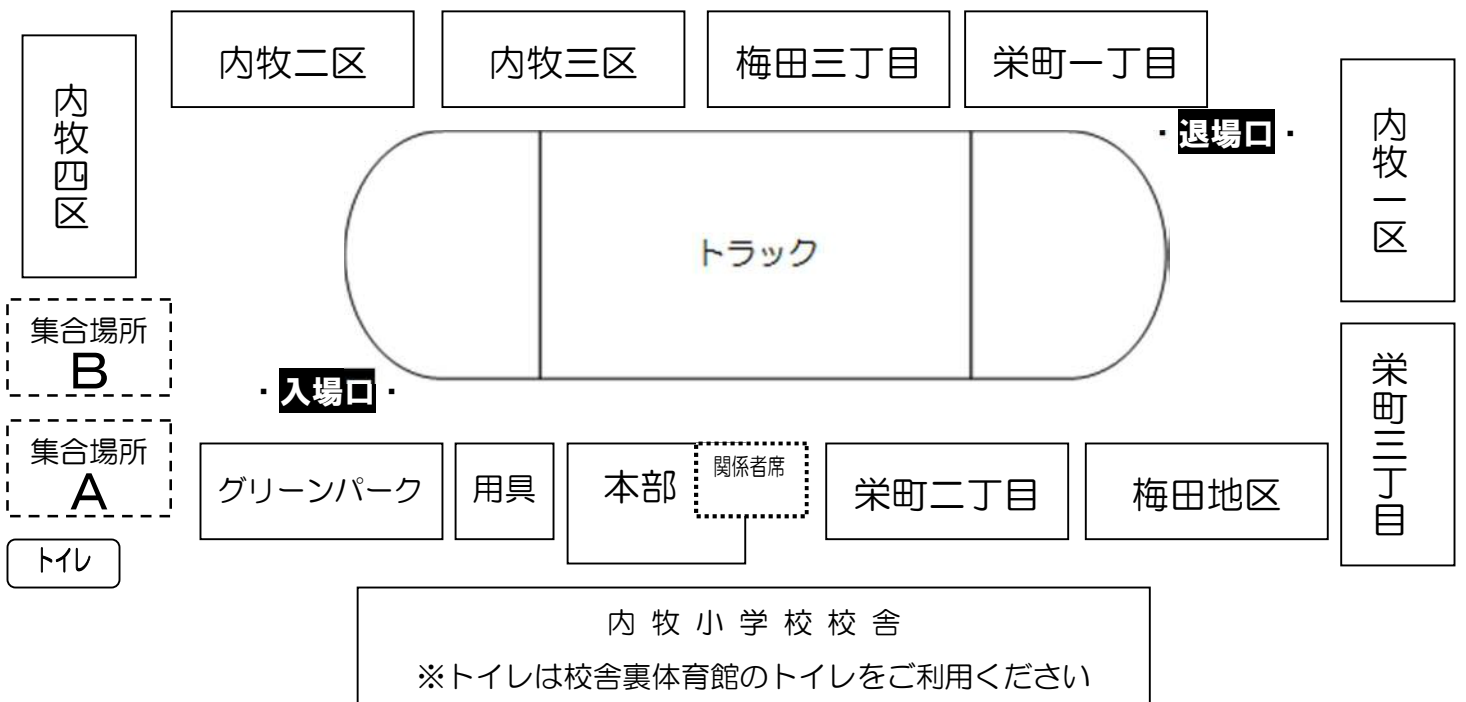 内牧二区
内牧三区
梅田三丁目
栄町一丁目
内牧四区
・退場口・
内牧一区
トラック
集合場所
B
・入場口・
栄町三丁目
集合場所
A
グリーンパーク
用具
本部
関係者席
栄町二丁目
梅田地区
トイレ
内牧小学校校舎
※トイレは校舎裏体育館のトイレをご利用ください